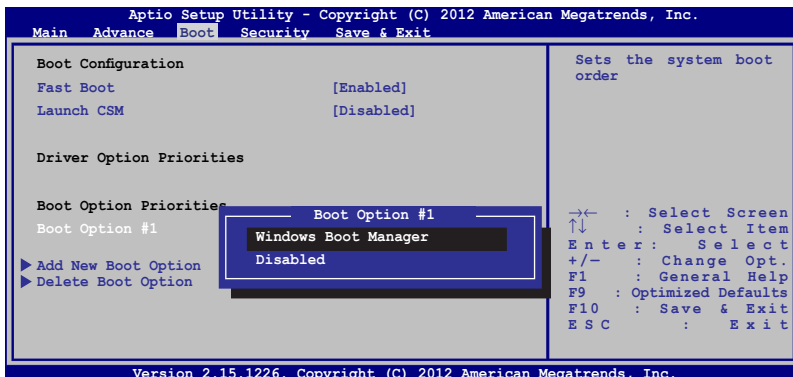 Aptio Setup Utility - Copyright (C) 2012 American Megatrends, Inc.
Main Advance Boot Security Save & Exit
Boot Configuration
Fast Boot [Enabled]
Launch CSM [Disabled]
Driver Option Priorities
Boot Option Priorities
Boot Option #1
Add New Boot Option
Delete Boot Option
Boot Option #1
Windows Boot Manager
Disabled
Sets the system boot
order
→← : Select Screen
↑↓ : Select Item
Enter: Select
+/— : Change Opt.
F1 : General Help
F9 : Optimized Defaults
F10 : Save & Exit
ESC : Exit
Version 2.15.1226. Copyright (C) 2012 American Megatrends, Inc.